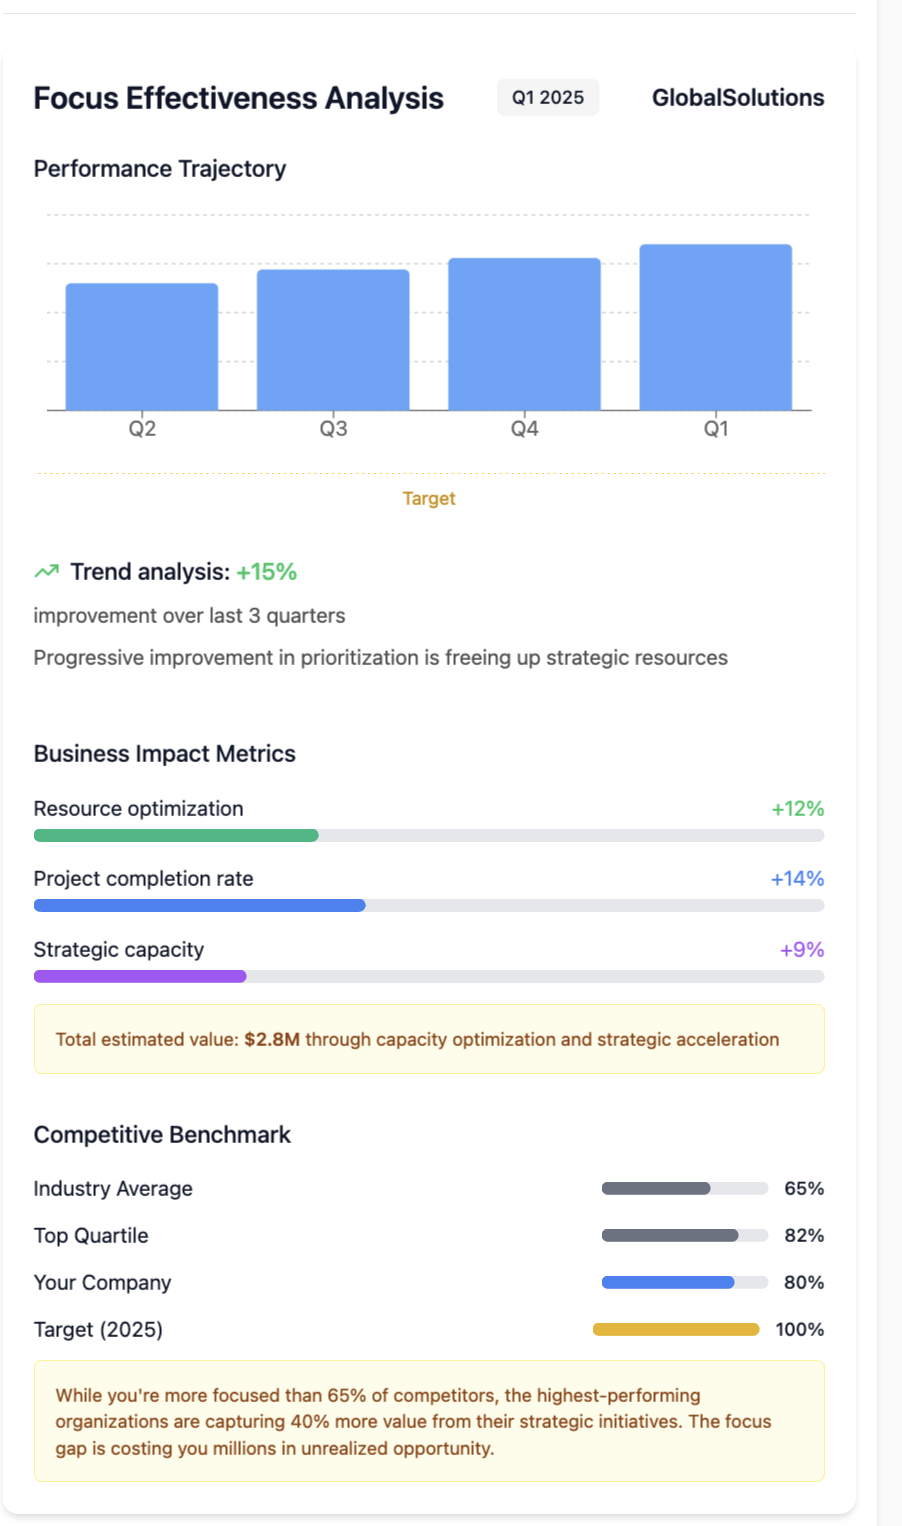 Focus Effectiveness Analysis
Q1 2025
GlobalSolutions
Performance Trajectory
Q2
Q3
Q4
Q1
Target
Trend analysis: +15%
improvement over last 3 quarters
Progressive improvement in prioritization is freeing up strategic resources
Business Impact Metrics
Resource optimization
+12%
Project completion rate
+14%
Strategic capacity
+9%
Total estimated value: $2.8M through capacity optimization and strategic acceleration
Competitive Benchmark
Industry Average
65%
Top Quartile
82%
Your Company
80%
Target (2025)
100%
While you're more focused than 65% of competitors, the highest-performing
organizations are capturing 40% more value from their strategic initiatives. The focus
gap is costing you millions in unrealized opportunity.